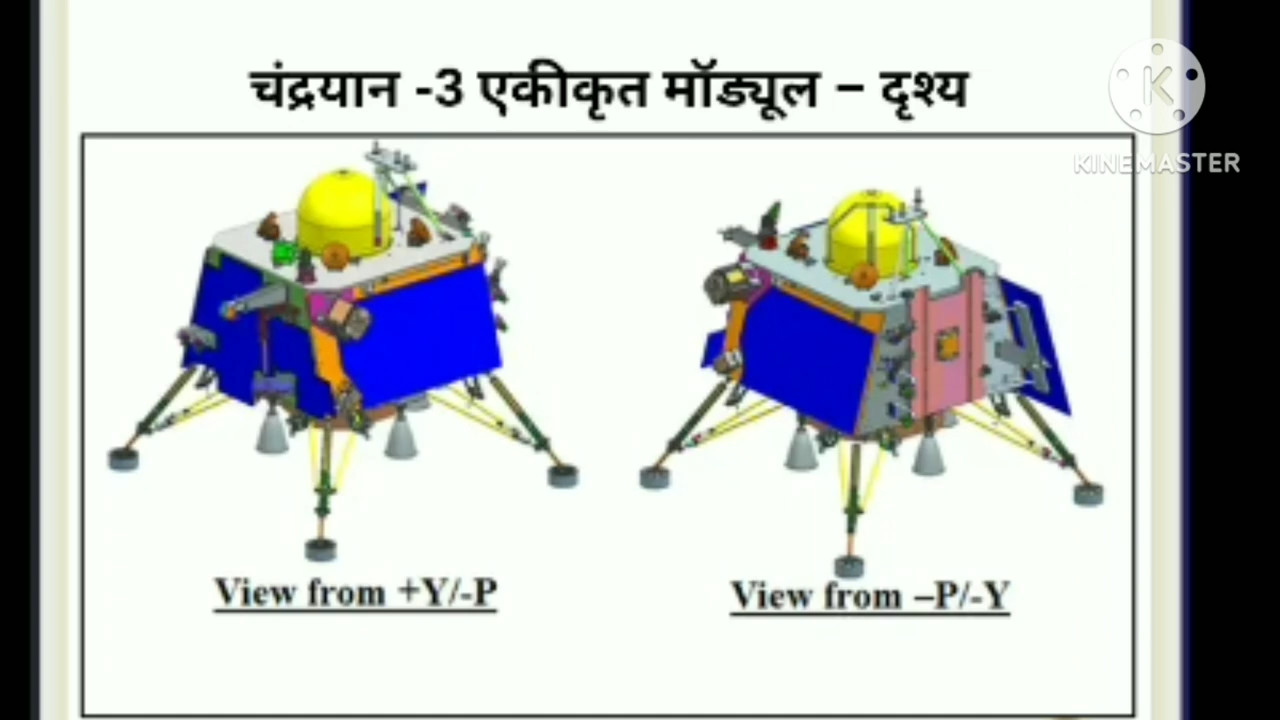 चंद्रयान -3 एकीकृत मॉड्यूल – दृश्य
K
KINEMASTER
View from +Y/-P
View from –P/-Y